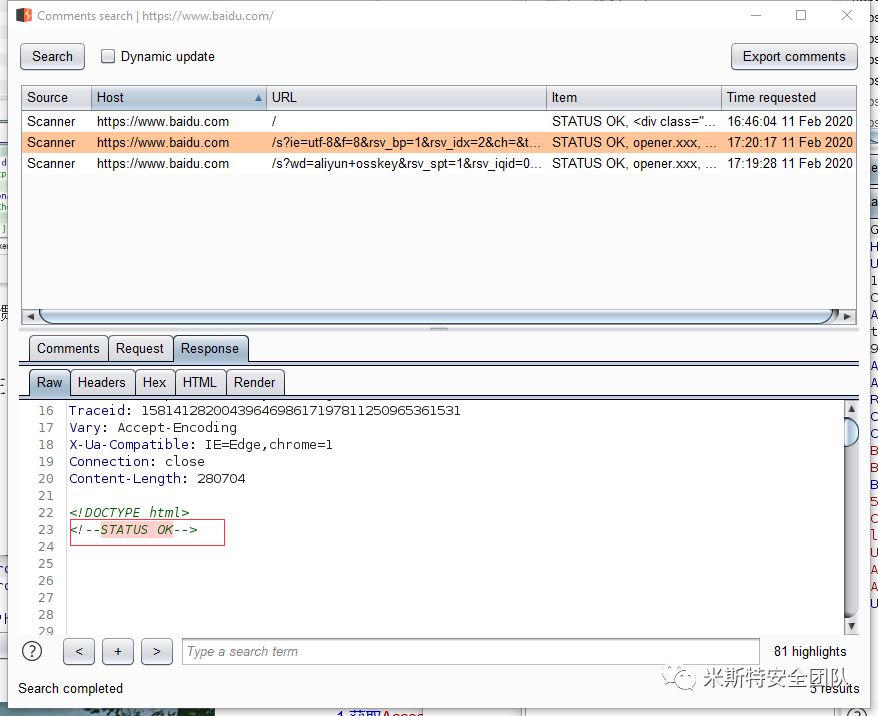 Comments search | https://www.baidu.com/
Search Dynamic update Export comments
Source Host URL Item Time requested
Scanner https://www.baidu.com / STATUS OK, <div class="... 16:46:04 11 Feb 2020
Scanner https://www.baidu.com /s?ie=utf-8&f=8&rsv_bp=1&rsv_idx=2&ch=&t... STATUS OK, opener.xxx, ... 17:20:17 11 Feb 2020
Scanner https://www.baidu.com /s?wd=aliyun+osskey&rsv_spt=1&rsv_iqid=0... STATUS OK, opener.xxx, ... 17:19:28 11 Feb 2020
Comments Request Response
Raw Headers Hex HTML Render
16 Traceid: 1581412820043964698617197811250965361531
17 Vary: Accept-Encoding
18 X-Ua-Compatible: IE=Edge,chrome=1
19 Connection: close
20 Content-Length: 280704
21
22 <!DOCTYPE html>
23 <!--STATUS OK-->
24
25
26
27
28
29
? < + > Type a search term 81 highlights
米斯特安全团队
Search completed 3 results